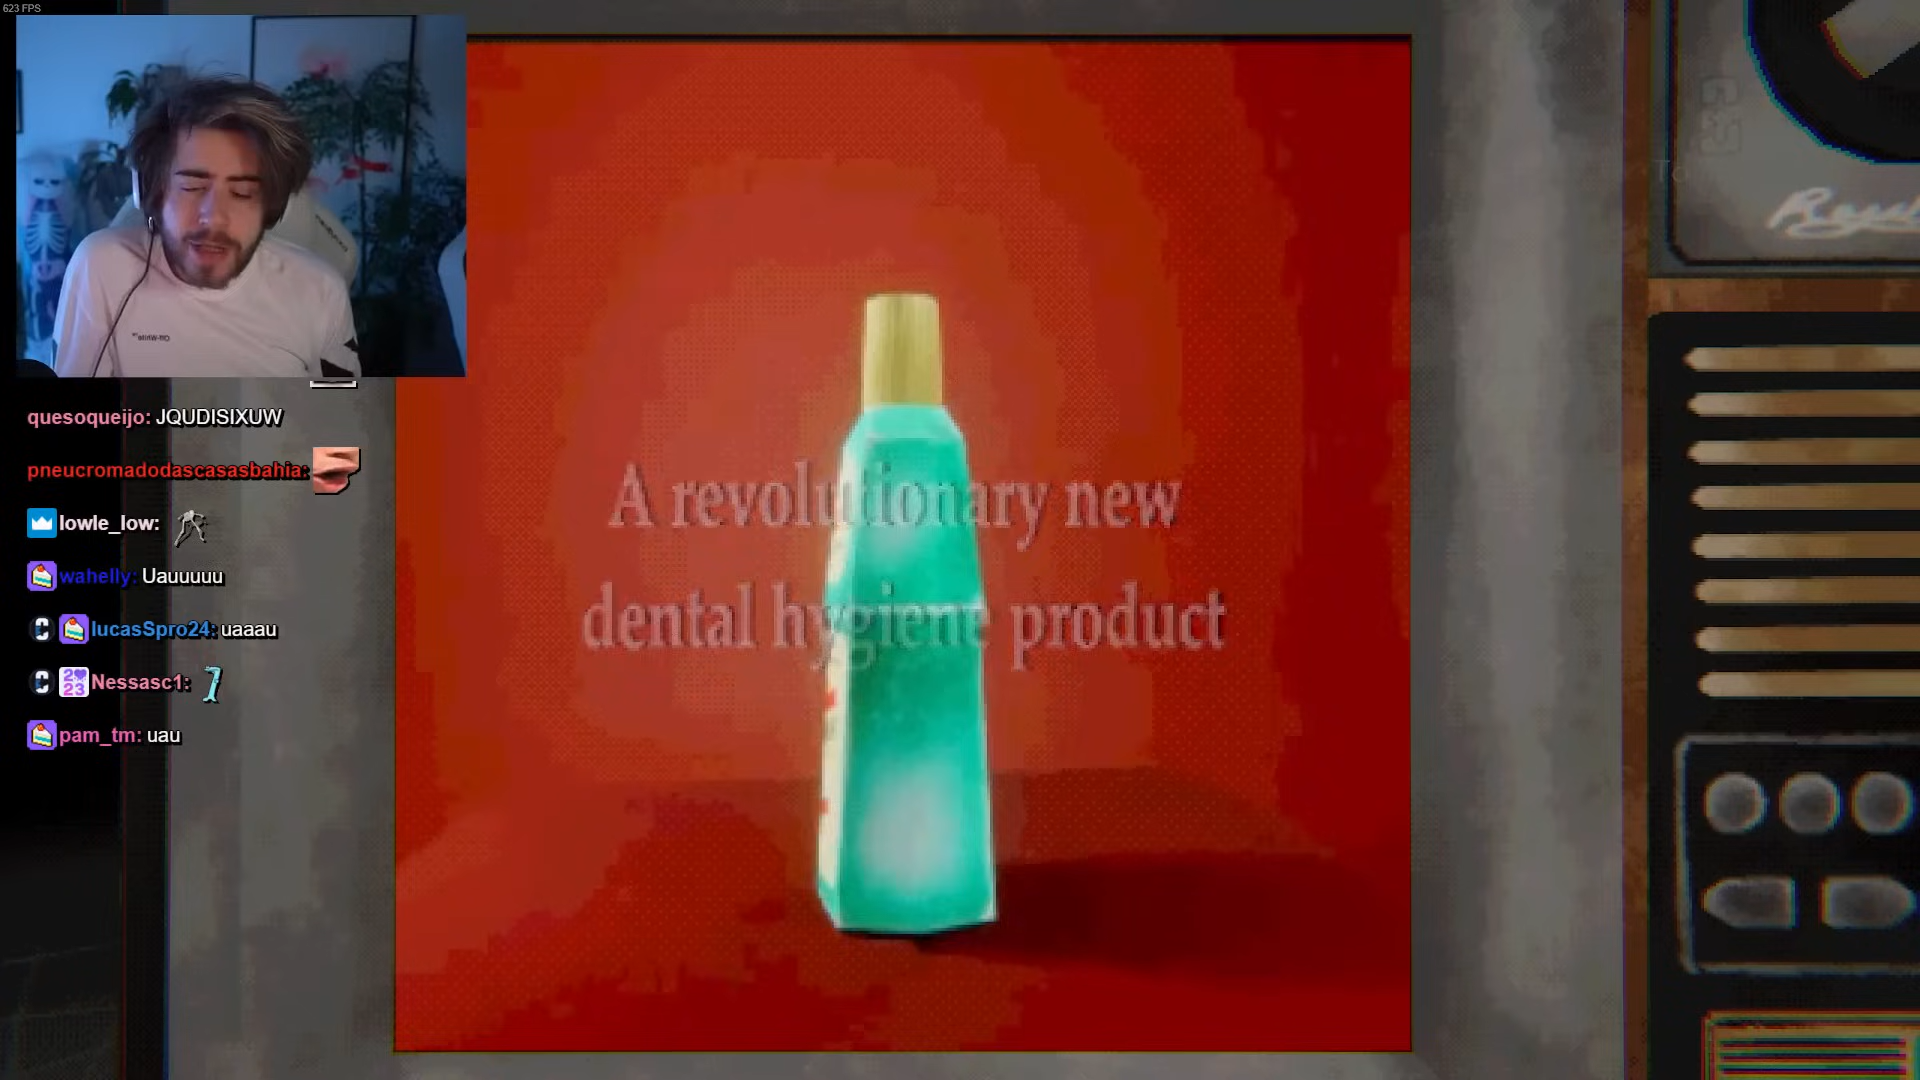 623 FPS
quesoqueijo: JQUDISIXUW
pneucromadodascasasbahia:
lowle_low:
wahelly: Uauuuuu
lucasSpro24: uaaau
Nessasc1:
pam_tm: uau
A revolutionary new
dental hygiene product